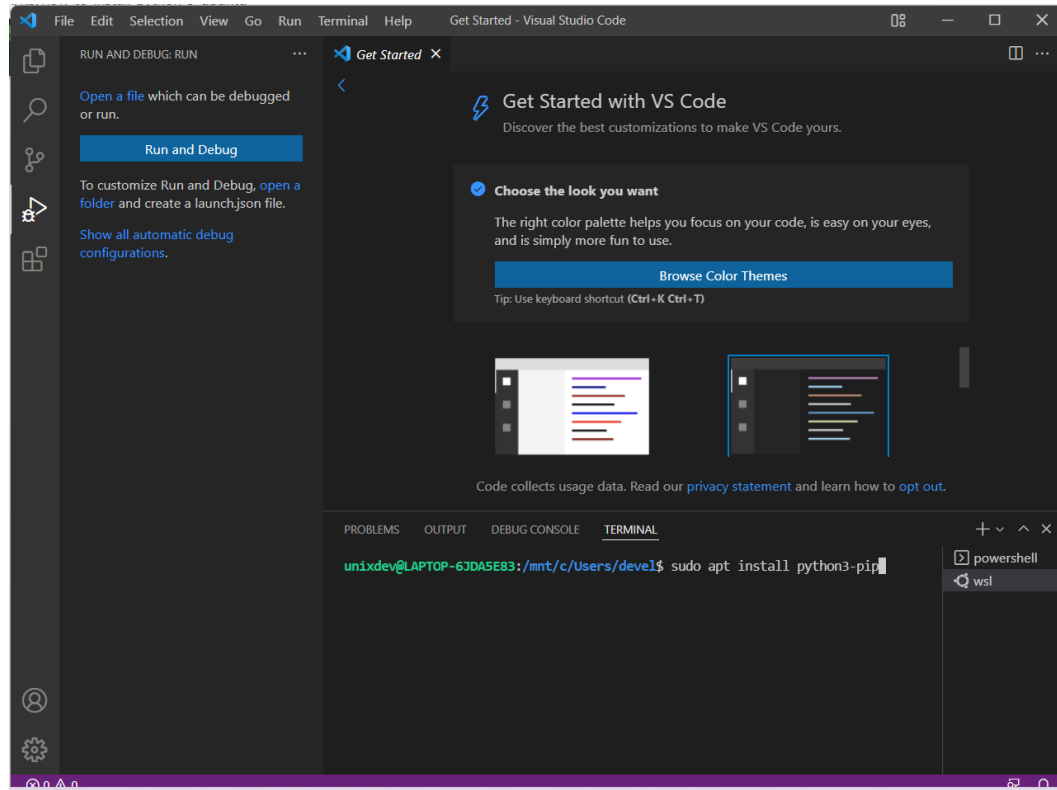 File Edit Selection View Go Run Terminal Help Get Started - Visual Studio Code
RUN AND DEBUG: RUN
Open a file which can be debugged
or run.
Run and Debug
To customize Run and Debug, open a
folder and create a launch.json file.
Show all automatic debug
configurations.
Get Started
Get Started with VS Code
Discover the best customizations to make VS Code yours.
Choose the look you want
The right color palette helps you focus on your code, is easy on your eyes,
and is simply more fun to use.
Browse Color Themes
Tip: Use keyboard shortcut (Ctrl+K Ctrl+T)
Code collects usage data. Read our privacy statement and learn how to opt out.
PROBLEMS OUTPUT DEBUG CONSOLE TERMINAL
unixdev@LAPTOP-6JDA5E83:/mnt/c/Users/devel$ sudo apt install python3-pip
powershell
wsl
0 0